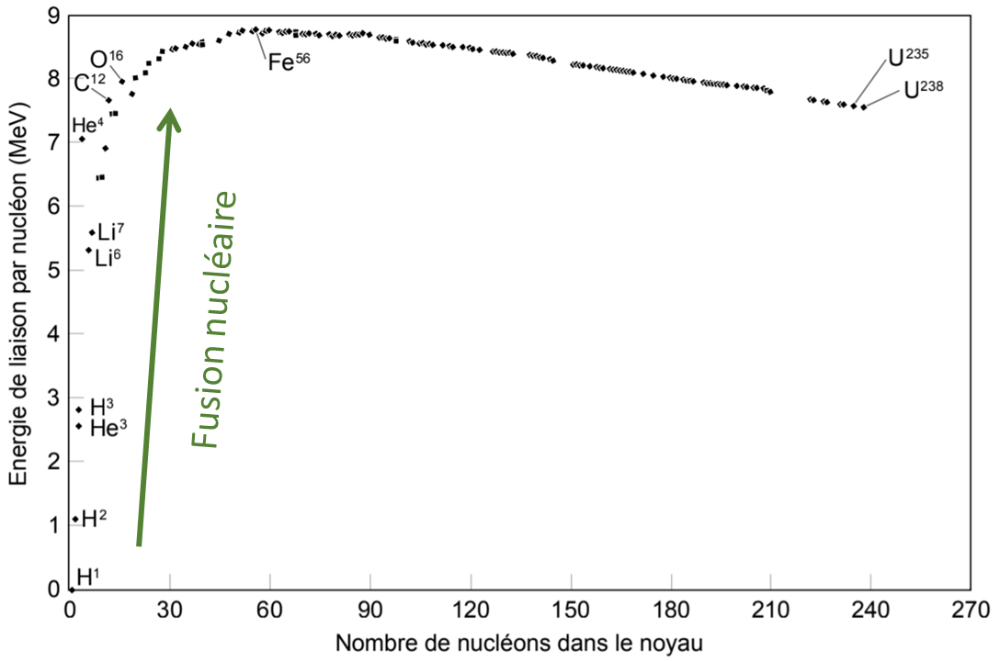 Energie de liaison par nucléon (MeV)
9
8
7
6
5
4
3
2
1
0
O¹⁶
C¹²
He⁴
Li⁷
Li⁶
H³
He³
H²
H¹
Fe⁵⁶
U²³⁵
U²³⁸
Fusion nucléaire
0 30 60 90 120 150 180 210 240 270
Nombre de nucléons dans le noyau